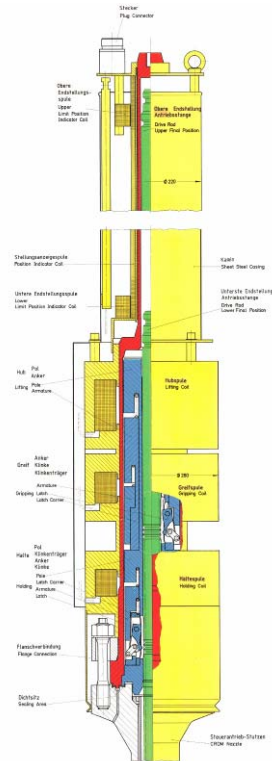 Stecker
Plug Connector
Obere
Endstellungs-
spule
Upper
Limit Position
Indicator Coil
Obere Endstellung
Antriebsstange
Drive Rod
Upper Final Position
Ø 220
Stellungsanzeigespule
Position Indicator Coil
Kamin
Sheet Steel Casing
Untere Endstellungsspule
Lower
Limit Position Indicator Coil
Unterste Endstellung
Antriebsstange
Drive Rod
Lower Final Position
Hub
Pol
Anker
Lifting
Pole
Armature
Hubspule
Lifting Coil
Ø 260
Greif
Anker
Klinke
Klinkenträger
Gripping
Armature
Latch
Latch Carrier
Greifspule
Gripping Coil
Halte
Pol
Klinkenträger
Anker
Klinke
Holding
Pole
Latch Carrier
Armature
Latch
Haltespule
Holding Coil
Flanschverbindung
Flange Connection
Dichtsitz
Sealing Area
Steuerantrieb-Stutzen
CRDM Nozzle